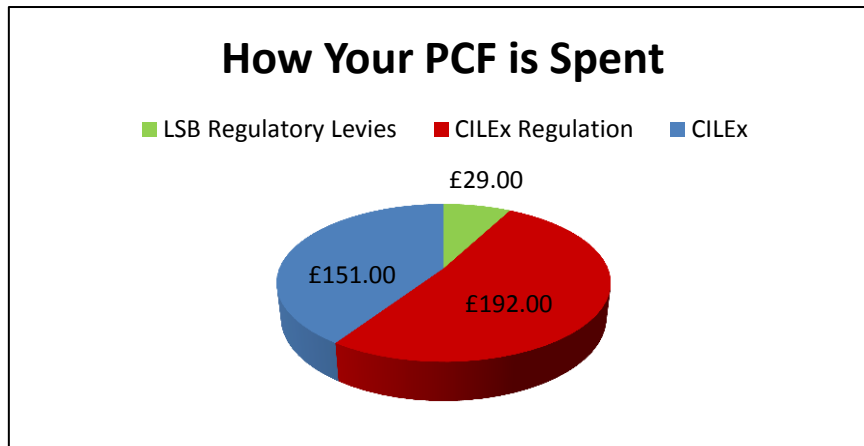 How Your PCF is Spent
LSB Regulatory Levies CILEx Regulation CILEx
£29.00
£151.00
£192.00